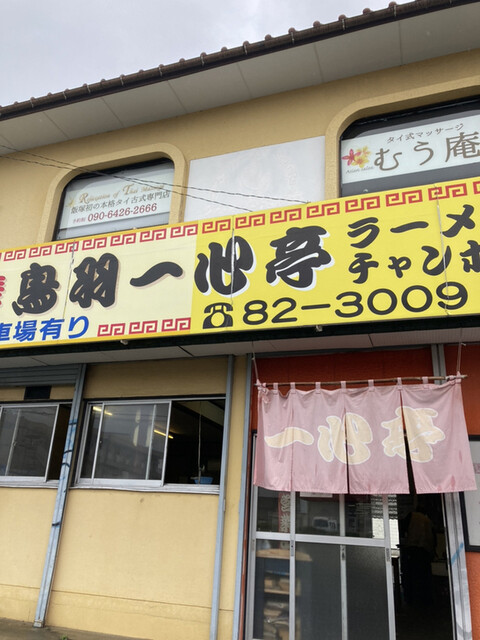 Relaxation of Thai
飯塚初の本格タイ古式専門店
090-6426-2666
タイ式マッサージ
むう庵
鳥羽一心亭
ラーメ
チャンポ
車場有り
☎82-3009
一心亭